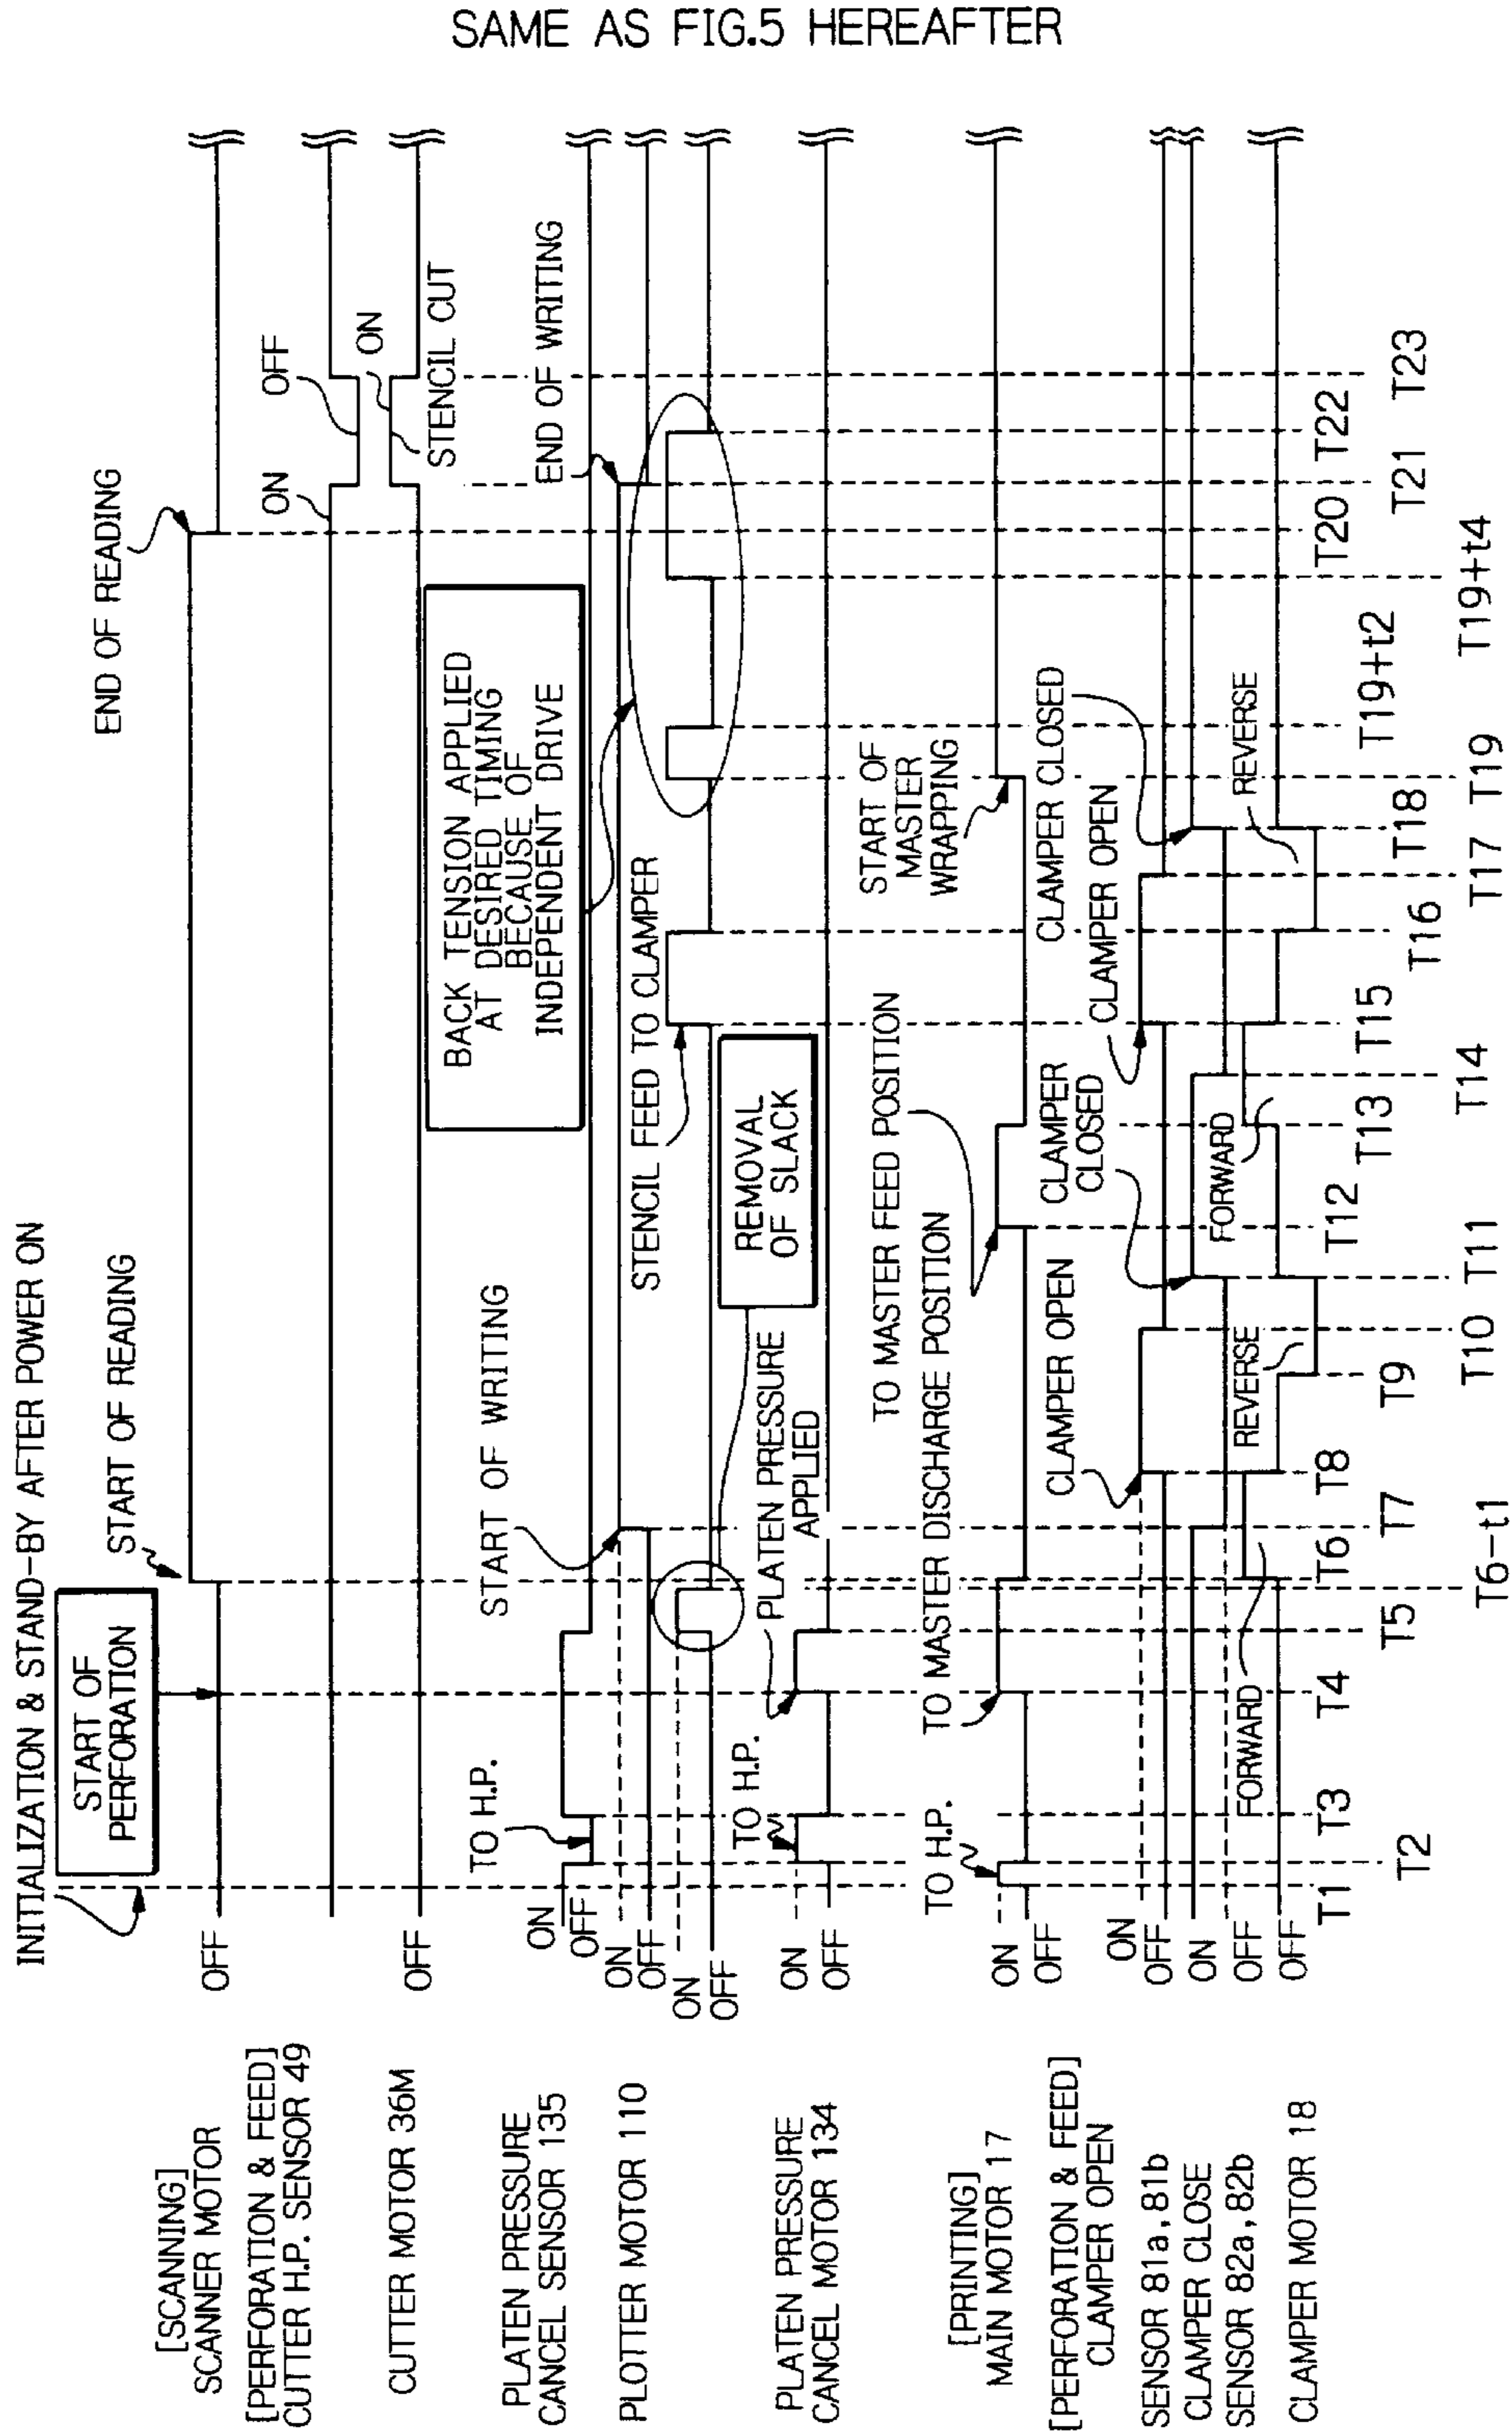 SAME AS FIG.5 HEREAFTER
INITIALIZATION & STAND-BY AFTER POWER ON
START OF
PERFORATION
START OF READING
END OF READING
[SCANNING]
SCANNER MOTOR
OFF
[PERFORATION & FEED]
CUTTER H.P. SENSOR 49
ON
OFF
CUTTER MOTOR 36M
OFF
ON
STENCIL CUT
PLATEN PRESSURE
CANCEL SENSOR 135
ON
OFF
TO H.P.
BACK TENSION APPLIED
AT DESIRED TIMING
BECAUSE OF
INDEPENDENT DRIVE
PLOTTER MOTOR 110
ON
OFF
START OF WRITING
END OF WRITING
ON
OFF
STENCIL FEED TO CLAMPER
REMOVAL
OF SLACK
PLATEN PRESSURE
CANCEL MOTOR 134
ON
OFF
TO H.P.
PLATEN PRESSURE
APPLIED
[PRINTING]
MAIN MOTOR 17
ON
OFF
TO H.P.
TO MASTER DISCHARGE POSITION
TO MASTER FEED POSITION
START OF
MASTER
WRAPPING
[PERFORATION & FEED]
CLAMPER OPEN
SENSOR 81a,81b
ON
OFF
CLAMPER OPEN
CLAMPER OPEN
CLAMPER CLOSE
SENSOR 82a,82b
ON
OFF
CLAMPER
CLOSED
CLAMPER CLOSED
CLAMPER MOTOR 18
OFF
FORWARD
REVERSE
FORWARD
REVERSE
T1
T2
T3
T4
T5
T6-t1
T6
T7
T8
T9
T10
T11
T12
T13
T14
T15
T16
T17
T18
T19
T19+t2
T19+t4
T20
T21
T22
T23